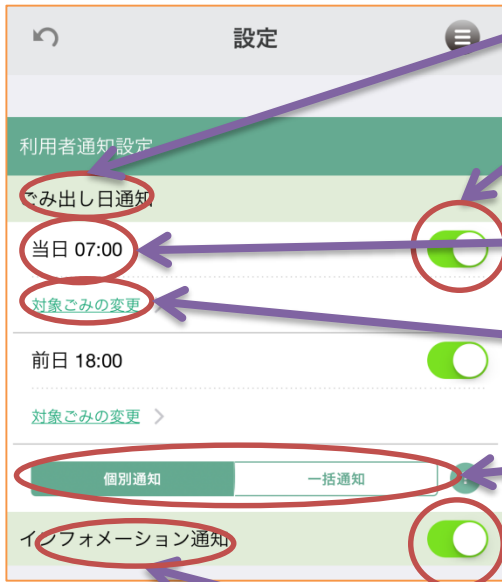 設定
利用者通知設定
ごみ出し日通知
当日 07:00
対象ごみの変更
前日 18:00
対象ごみの変更
個別通知 一括通知
インフォメーション通知